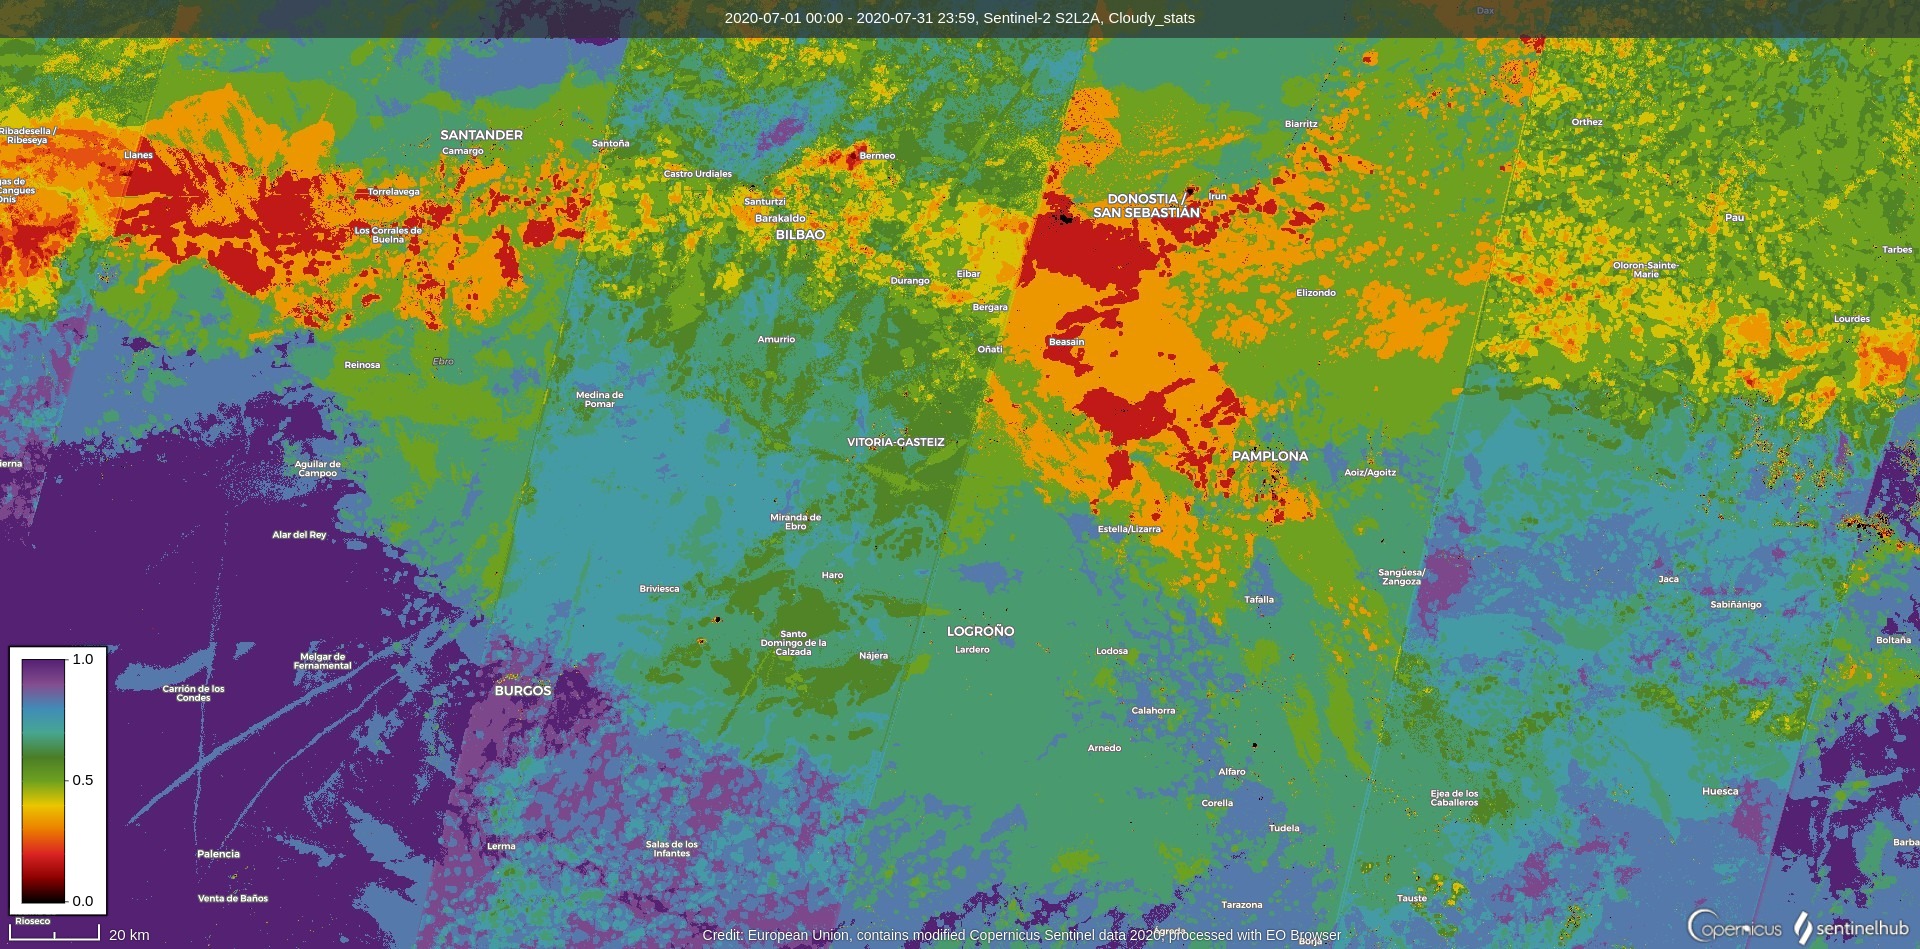 Dax
2020-07-01 00:00 - 2020-07-31 23:59, Sentinel-2 S2L2A, Cloudy_stats
Biarritz
Orthez
Ribadesella /
Ribeseya
SANTANDER
Camargo
Santoña
Llanes
Bermeo
Castro Urdiales
Torrelavega
Cangues
Onís
Santurtzi
Barakaldo
BILBAO
DONOSTIA /
SAN SEBASTIÁN
Irun
Pau
Los Corrales de
Buelna
Tarbes
Oloron-Sainte-
Marie
Durango
Eibar
Elizondo
Bergara
Lourdes
Amurrio
Oñati
Beasain
Reinosa
Ebro
Medina de
Pomar
VITORIA-GASTEIZ
PAMPLONA
Aguilar de
Campoo
Aoiz/Agoitz
Miranda de
Ebro
Estella/Lizarra
Alar del Rey
Haro
Briviesca
Sangüesa/
Zangoza
Jaca
Sabiñánigo
Tafalla
LOGROÑO
Lardero
Santo
Domingo de la
Calzada
Nájera
Lodosa
Boltaña
Melgar de
Fernamental
1.0
0.5
0.0
Carrión de los
Condes
BURGOS
Calahorra
Arnedo
Alfaro
Corella
Ejea de los
Caballeros
Huesca
Tudela
Palencia
Lerma
Salas de los
Infantes
Barba
Venta de Baños
Tarazona
Tauste
Rioseco
20 km
Ágreda
Borja
Credit: European Union, contains modified Copernicus Sentinel data 2020, processed with EO Browser
Copernicus
sentinelhub